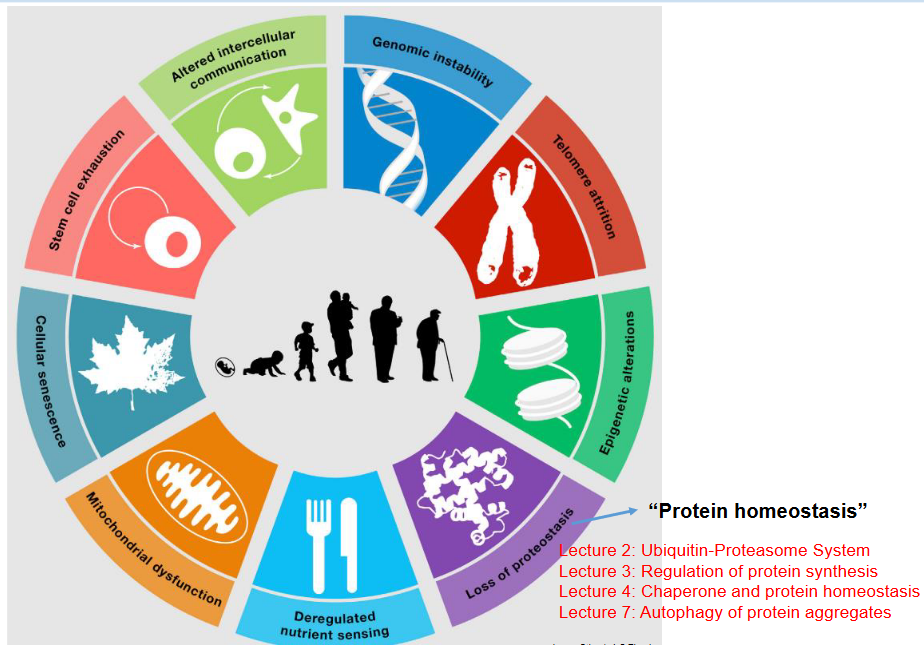 Altered intercellular
communication
Genomic instability
Telomere attrition
Epigenetic alterations
Loss of proteostasis
Deregulated
nutrient sensing
Mitochondrial dysfunction
Cellular senescence
Stem cell exhaustion
“Protein homeostasis”
Lecture 2: Ubiquitin-Proteasome System
Lecture 3: Regulation of protein synthesis
Lecture 4: Chaperone and protein homeostasis
Lecture 7: Autophagy of protein aggregates